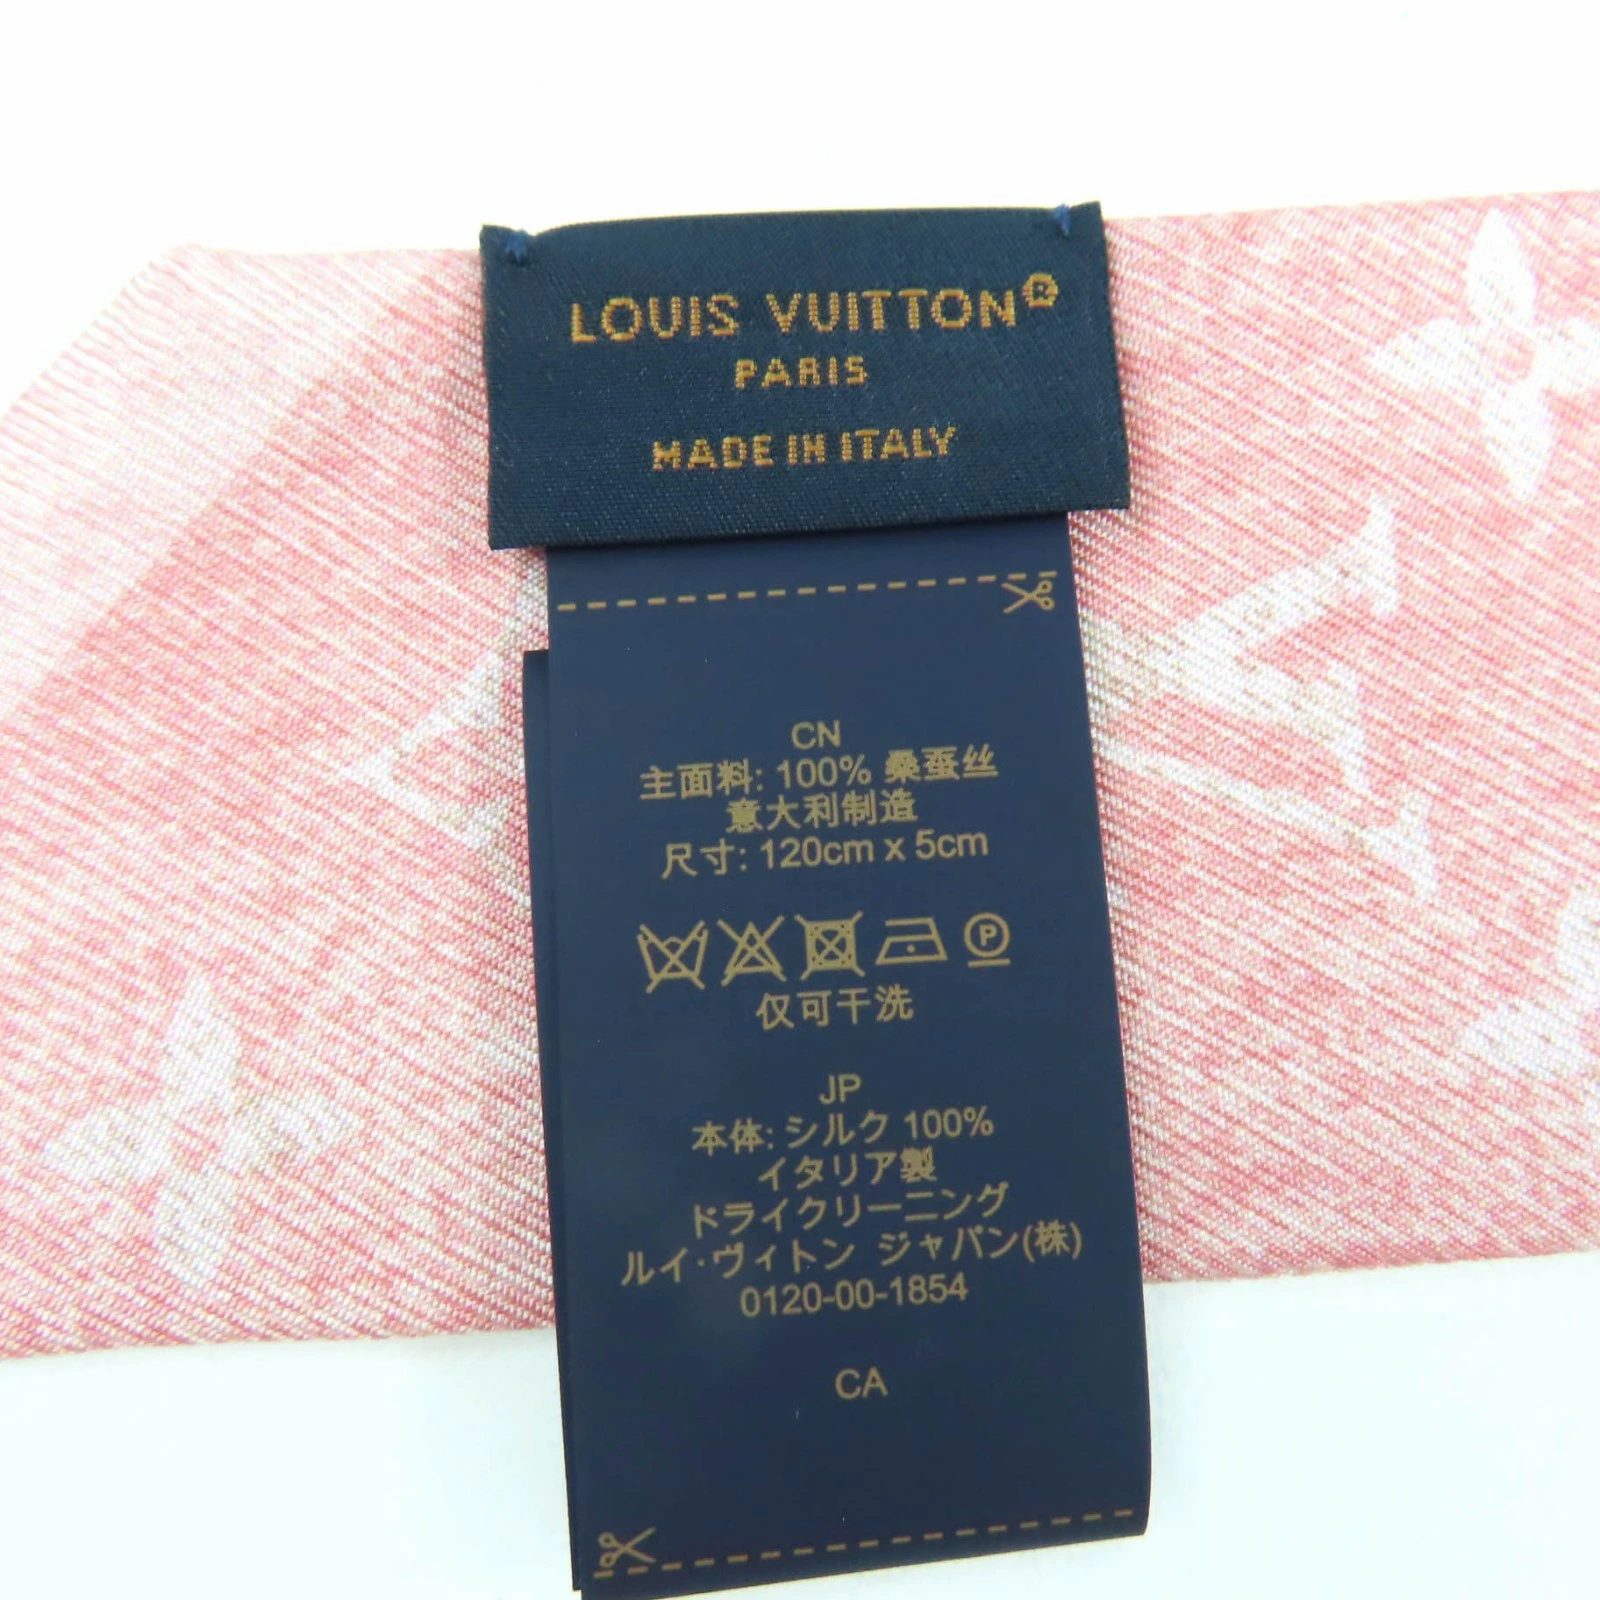 LOUIS VUITTON®
PARIS
MADE IN ITALY
CN
主面料: 100% 桑蚕丝
意大利制造
尺寸: 120cm x 5cm
P
仅可干洗
JP
本体: シルク 100%
イタリア製
ドライクリーニング
ルイ·ヴィトン ジャパン(株)
0120-00-1854
CA